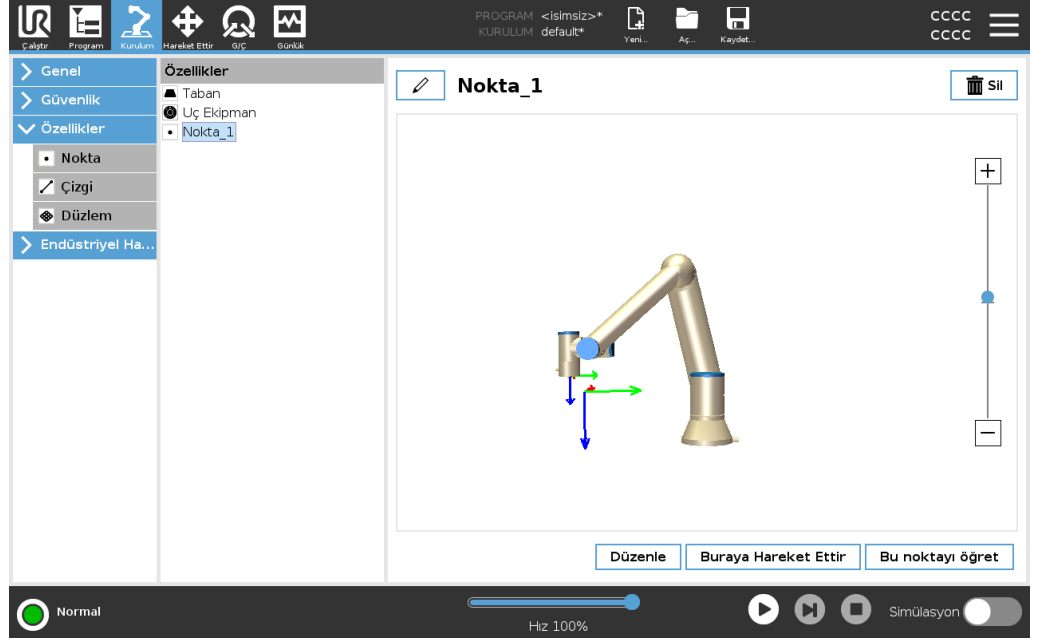 PROGRAM <isimsiz>*
KURULUM default*
cccc
cccc
Çalıştır Program Kurulum Hareket Ettir G/Ç Günlük Yeni... Aç... Kaydet...
Genel
Güvenlik
Özellikler
Nokta
Çizgi
Düzlem
Endüstriyel Ha...
Özellikler
Taban
Uç Ekipman
Nokta_1
Nokta_1
Sil
Düzenle Buraya Hareket Ettir Bu noktayı öğret
Normal
Hız 100%
Simülasyon